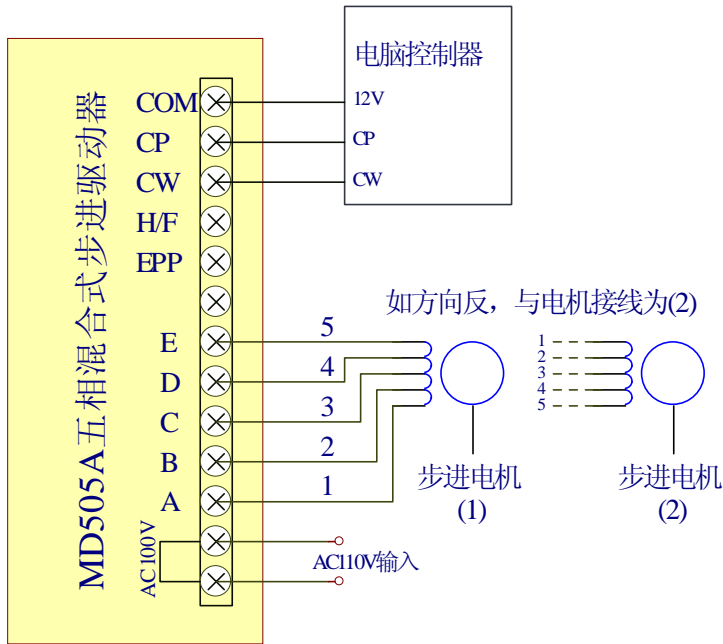 MD505A五相混合式步进驱动器
COM
CP
CW
H/F
EPP
E
D
C
B
A
AC100V
电脑控制器
12V
CP
CW
如方向反，与电机接线为(2)
5
4
3
2
1
步进电机
(1)
1
2
3
4
5
步进电机
(2)
AC110V输入